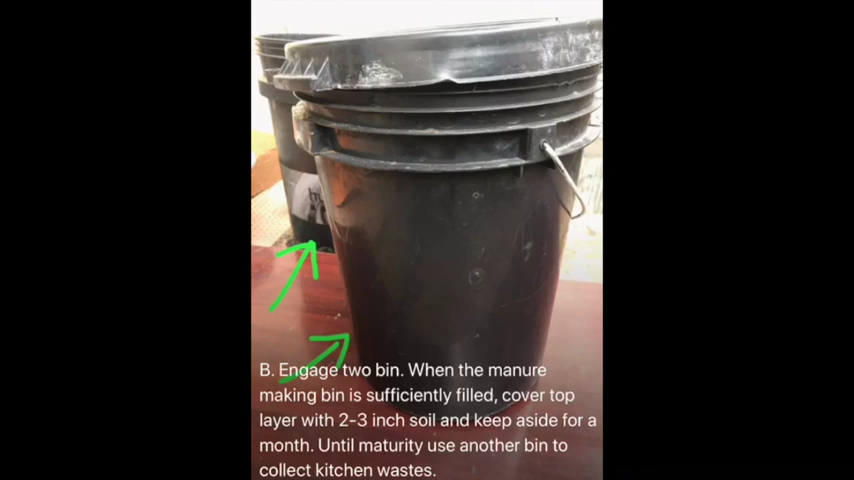 B. Engage two bin. When the manure
making bin is sufficiently filled, cover top
layer with 2-3 inch soil and keep aside for a
month. Until maturity use another bin to
collect kitchen wastes.